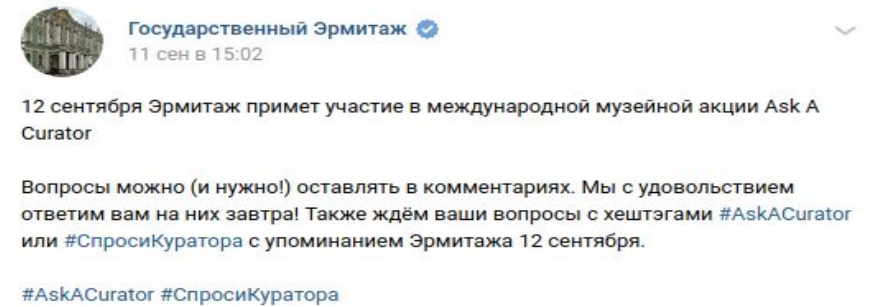 Государственный Эрмитаж
11 сен в 15:02
12 сентября Эрмитаж примет участие в международной музейной акции Ask A
Curator
Вопросы можно (и нужно!) оставлять в комментариях. Мы с удовольствием
ответим вам на них завтра! Также ждём ваши вопросы с хештэгами #AskACurator
или #СпросиКуратора с упоминанием Эрмитажа 12 сентября.
#AskACurator #СпросиКуратора